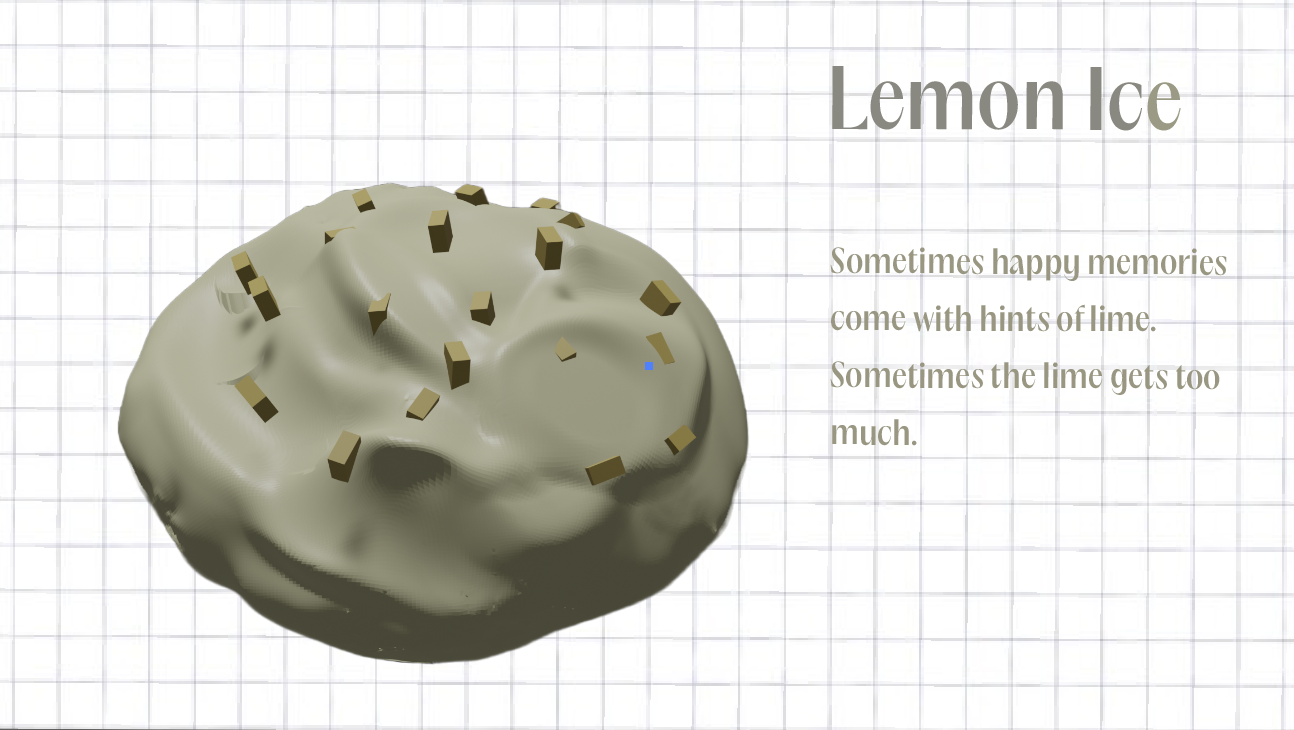 Lemon Ice
Sometimes happy memories
come with hints of lime.
Sometimes the lime gets too
much.